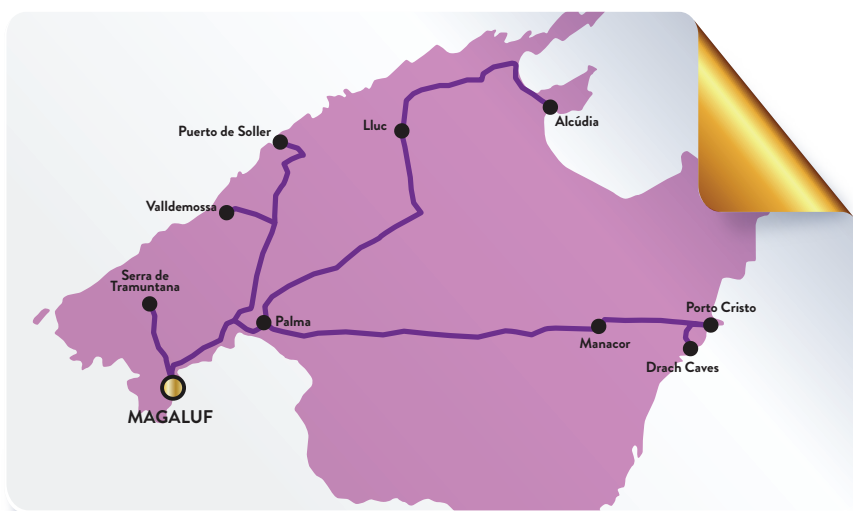 Lluc
Alcúdia
Puerto de Soller
Valldemossa
Serra de
Tramuntana
Palma
Porto Cristo
Manacor
Drach Caves
MAGALUF